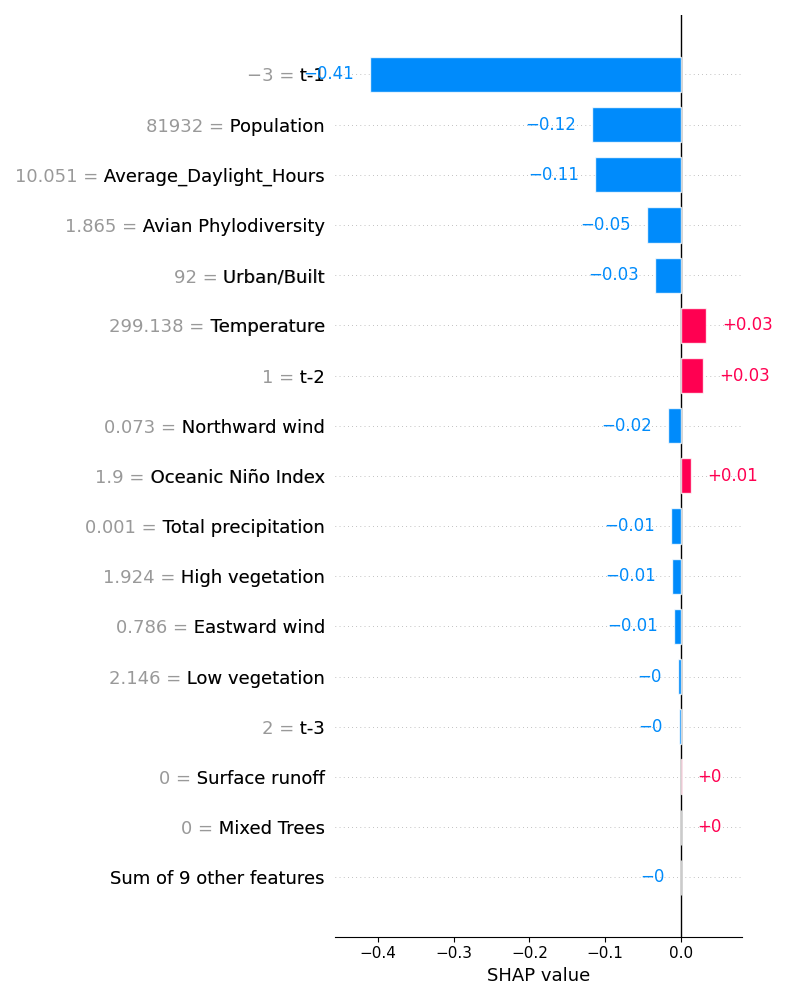 −3 = t-1 −0.41
81932 = Population −0.12
10.051 = Average_Daylight_Hours −0.11
1.865 = Avian Phylodiversity −0.05
92 = Urban/Built −0.03
299.138 = Temperature +0.03
1 = t-2 +0.03
0.073 = Northward wind −0.02
1.9 = Oceanic Niño Index +0.01
0.001 = Total precipitation −0.01
1.924 = High vegetation −0.01
0.786 = Eastward wind −0.01
2.146 = Low vegetation −0
2 = t-3 −0
0 = Surface runoff +0
0 = Mixed Trees +0
Sum of 9 other features −0
−0.4 −0.3 −0.2 −0.1 0.0
SHAP value